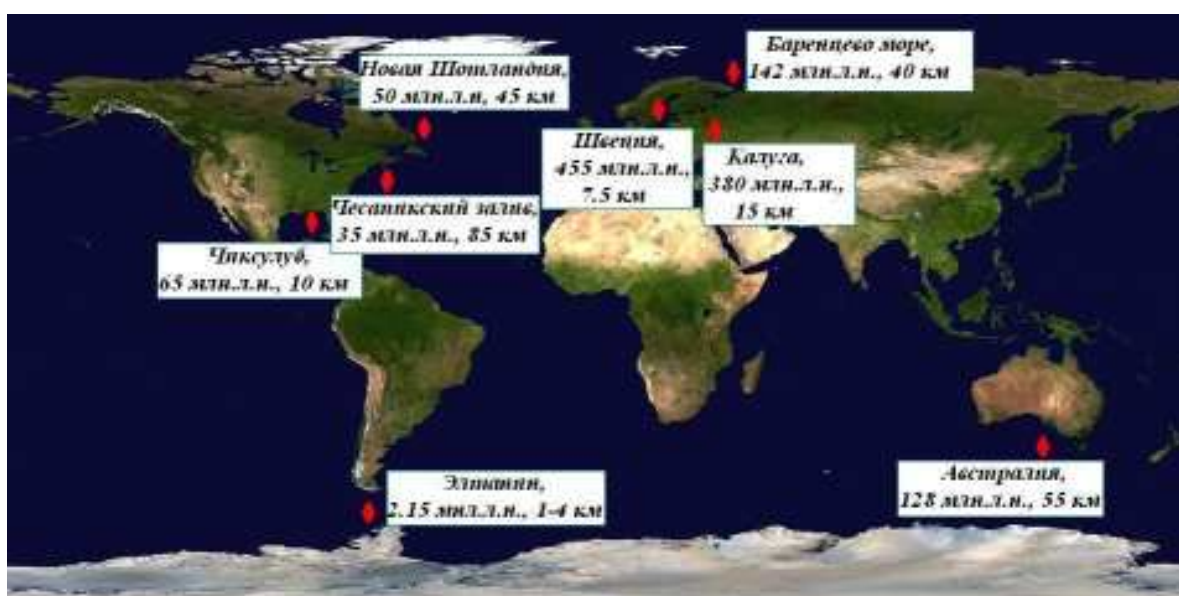 Баренцево море,
142 млн.л.н., 40 км
Новая Шотландия,
50 млн.л.н, 45 км
Швеция,
455 млн.л.н.,
7.5 км
Калуга,
380 млн.л.н.,
15 км
Чесапикский залив,
35 млн.л.н., 85 км
Чиксулуб,
65 млн.л.н., 10 км
Элтанин,
2.15 мнл.л.н., 1-4 км
Австралия,
128 млн.л.н., 55 км